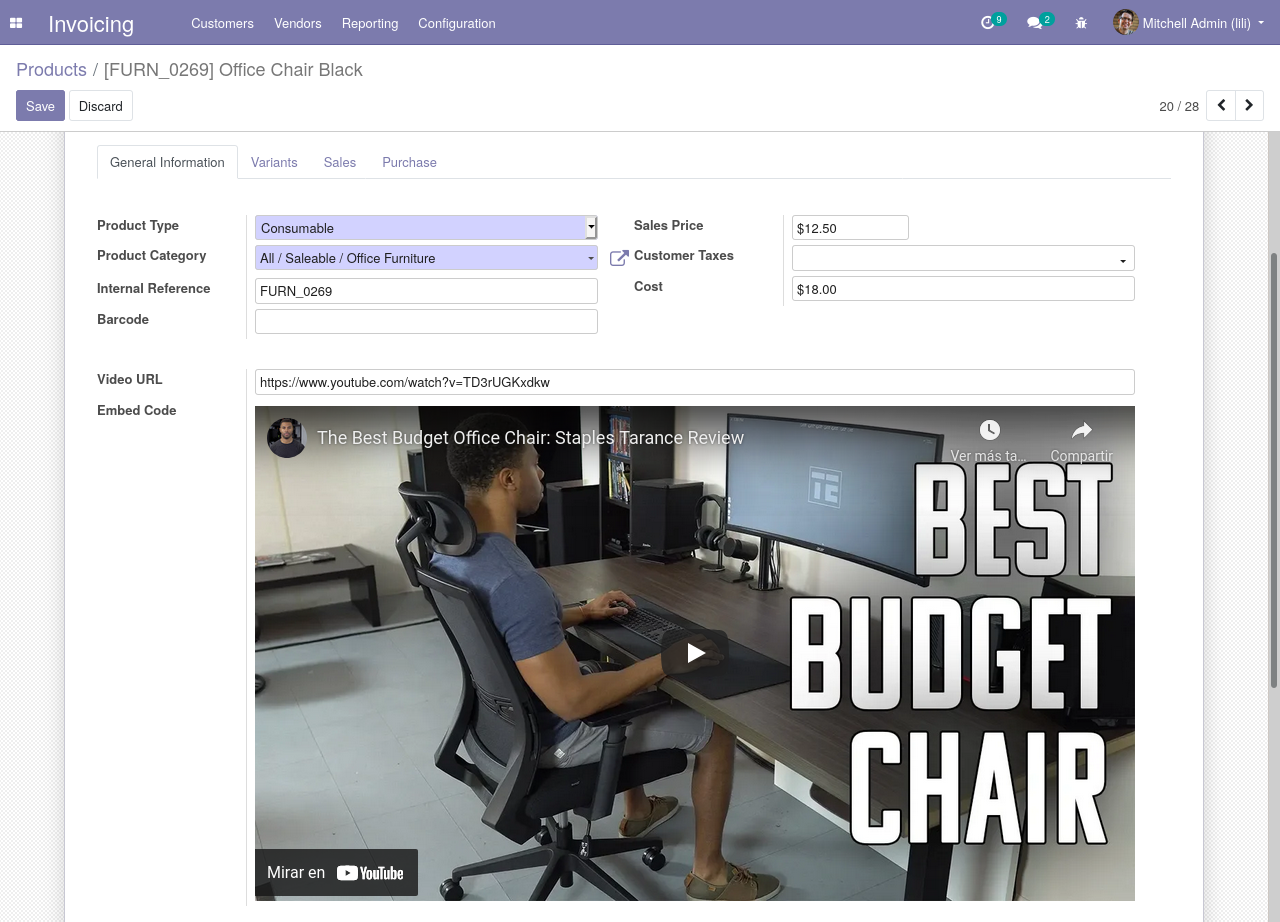 Invoicing Customers Vendors Reporting Configuration 9 2 Mitchell Admin (lili)
Products / [FURN_0269] Office Chair Black
Save Discard 20 / 28
General Information Variants Sales Purchase
Product Type Consumable Sales Price $12.50
Product Category All / Saleable / Office Furniture Customer Taxes
Internal Reference FURN_0269 Cost $18.00
Barcode
Video URL https://www.youtube.com/watch?v=TD3rUGKxdkw
Embed Code
The Best Budget Office Chair: Staples Tarance Review
Ver más ta... Compartir
BEST
BUDGET
CHAIR
Mirar en YouTube